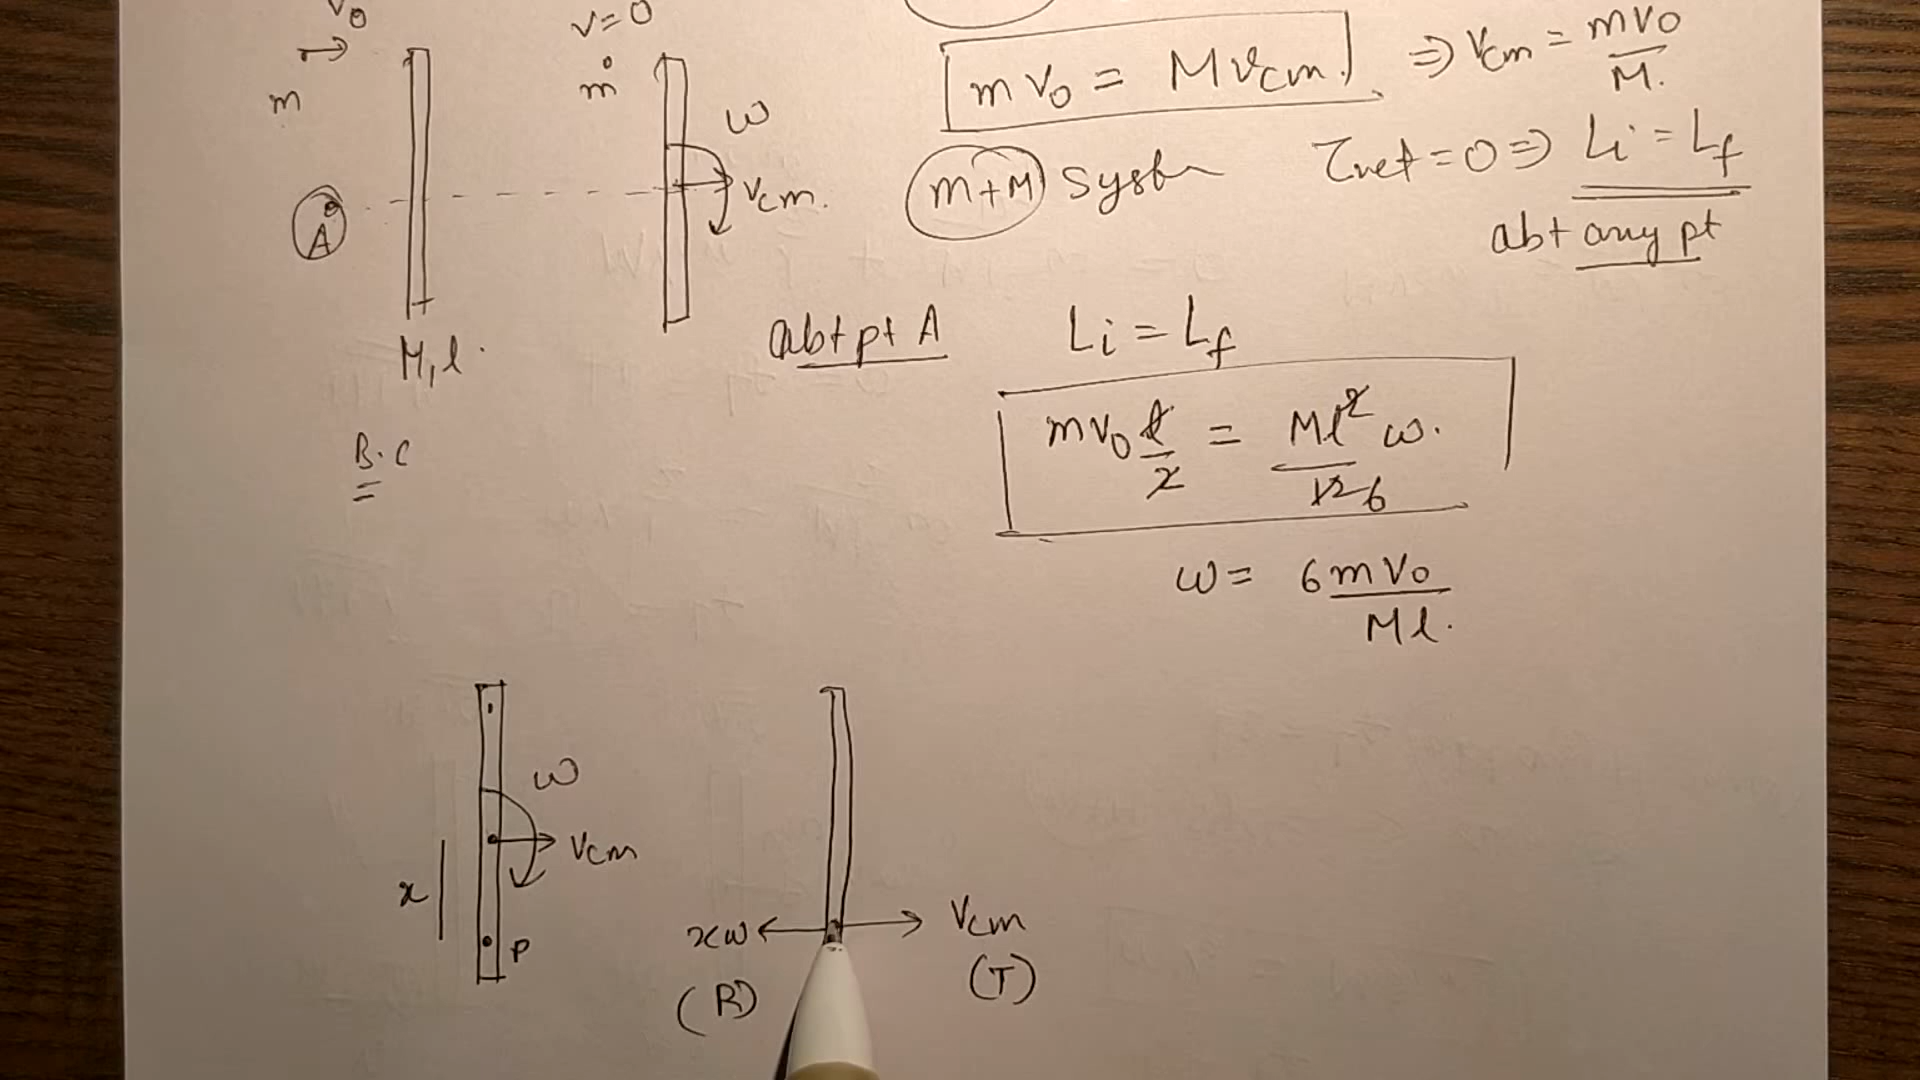 v₀
m
M, l.
A
B.C
v=0
m
ω
vcm.
mv₀ = Mvcm. ⇒ vcm = mv₀/M.
m+M Systm τnet = 0 ⇒ Li = Lf
abt any pt
abt pt A Li = Lf
mv₀ l/2 = Ml²/12 6 ω.
ω = 6mv₀/Ml.
ω
vcm
x
P
xω
(R)
vcm
(T)